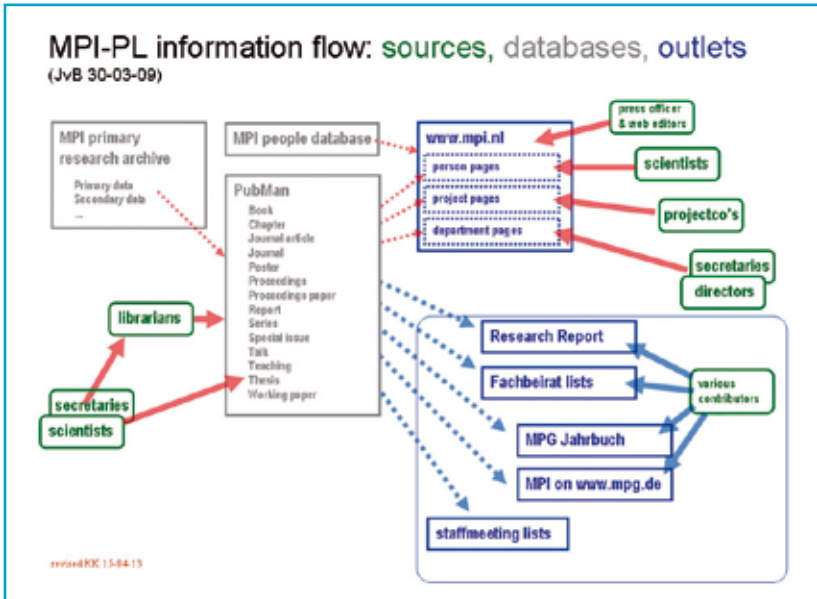 MPI-PL information flow: sources, databases, outlets
(JvB 30-03-09)
MPI primary
research archive
Primary data
Secondary data
...
MPI people database
PubMan
Book
Chapter
Journal article
Journal
Poster
Proceedings
Proceedings paper
Report
Series
Special issue
Talk
Teaching
Thesis
Working paper
www.mpi.nl
person pages
project pages
department pages
press officer
& web editors
scientists
projectco's
secretaries
directors
librarians
secretaries
scientists
Research Report
Fachbeirat lists
MPG Jahrbuch
MPI on www.mpg.de
staffmeeting lists
various
contributors
revised KK